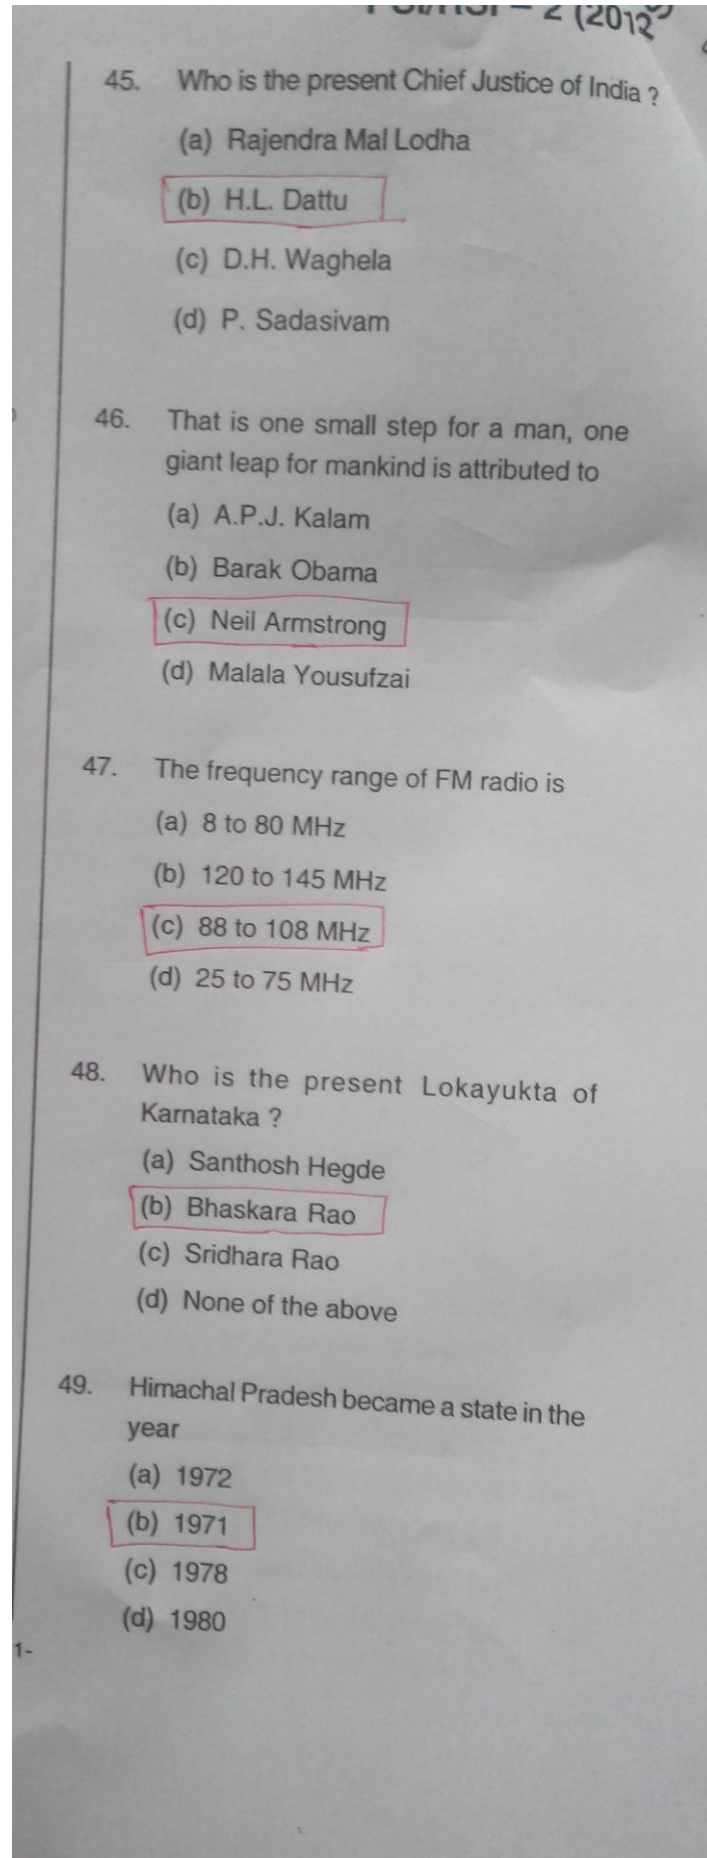 – 2 (2012
45. Who is the present Chief Justice of India ?
(a) Rajendra Mal Lodha
(b) H.L. Dattu
(c) D.H. Waghela
(d) P. Sadasivam
46. That is one small step for a man, one
giant leap for mankind is attributed to
(a) A.P.J. Kalam
(b) Barak Obama
(c) Neil Armstrong
(d) Malala Yousufzai
47. The frequency range of FM radio is
(a) 8 to 80 MHz
(b) 120 to 145 MHz
(c) 88 to 108 MHz
(d) 25 to 75 MHz
48. Who is the present Lokayukta of
Karnataka ?
(a) Santhosh Hegde
(b) Bhaskara Rao
(c) Sridhara Rao
(d) None of the above
49. Himachal Pradesh became a state in the
year
(a) 1972
(b) 1971
(c) 1978
(d) 1980
1-